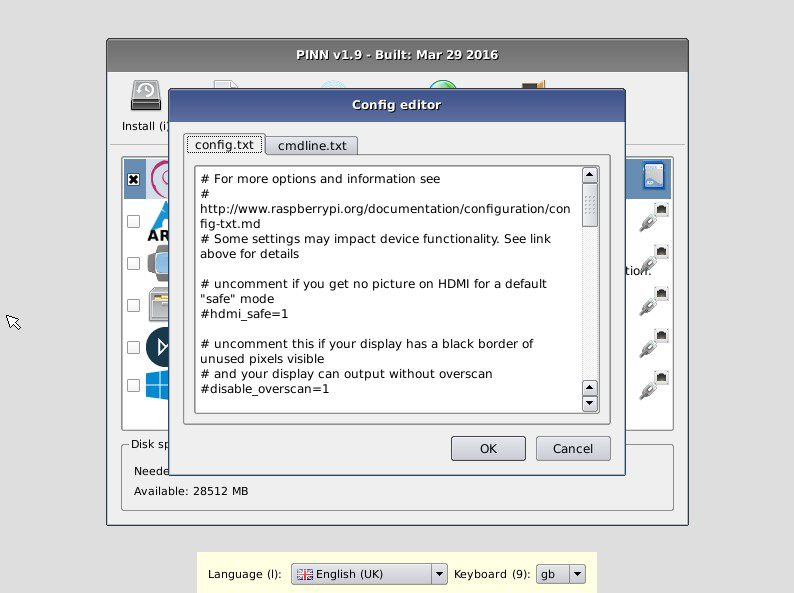 PINN v1.9 - Built: Mar 29 2016
Install (i)
Config editor
config.txt
cmdline.txt
# For more options and information see
#
http://www.raspberrypi.org/documentation/configuration/con
fig-txt.md
# Some settings may impact device functionality. See link
above for details
# uncomment if you get no picture on HDMI for a default
"safe" mode
#hdmi_safe=1
# uncomment this if your display has a black border of
unused pixels visible
# and your display can output without overscan
#disable_overscan=1
OK
Cancel
AR
tion.
Disk sp
Neede
Available: 28512 MB
Language (l):
English (UK)
Keyboard (9):
gb